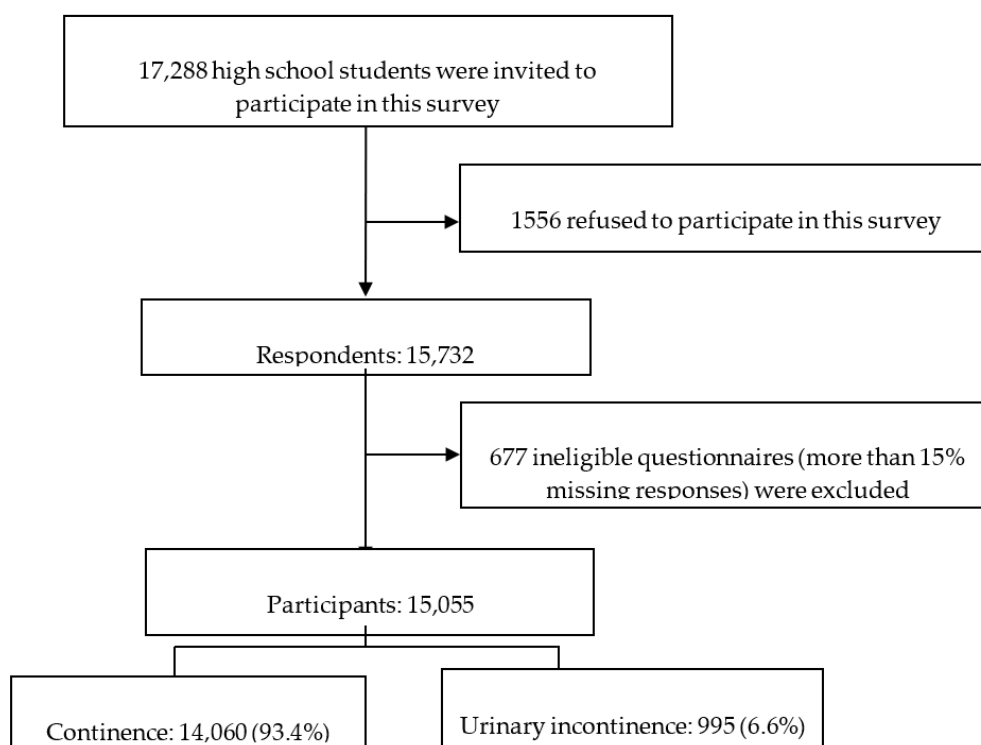 17,288 high school students were invited to
participate in this survey
1556 refused to participate in this survey
Respondents: 15,732
677 ineligible questionnaires (more than 15%
missing responses) were excluded
Participants: 15,055
Continence: 14,060 (93.4%)
Urinary incontinence: 995 (6.6%)